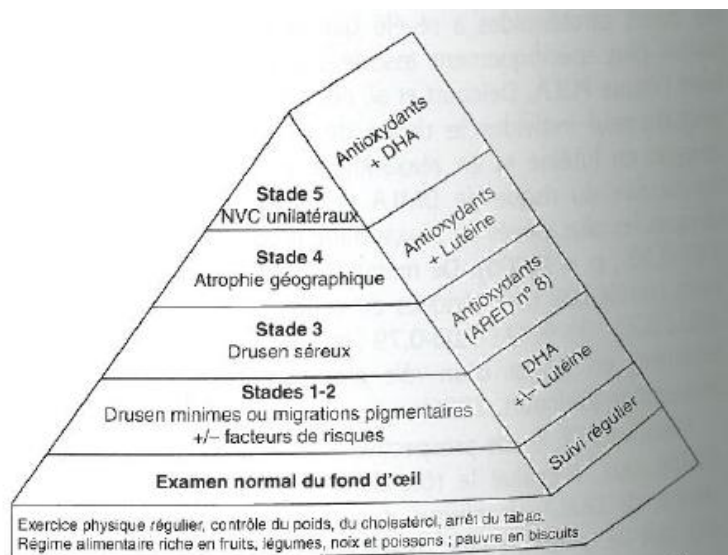 Stade 5
NVC unilatéraux
Antioxydants
+ DHA
Stade 4
Atrophie géographique
Antioxydants
+ Lutéine
Stade 3
Drusen séreux
Antioxydants
(ARED nº 8)
Stades 1-2
Drusen minimes ou migrations pigmentaires
+/– facteurs de risques
DHA
+\– Lutéine
Examen normal du fond d'œil
Suivi régulier
Exercice physique régulier, contrôle du poids, du cholestérol, arrêt du tabac.
Régime alimentaire riche en fruits, légumes, noix et poissons ; pauvre en biscuits